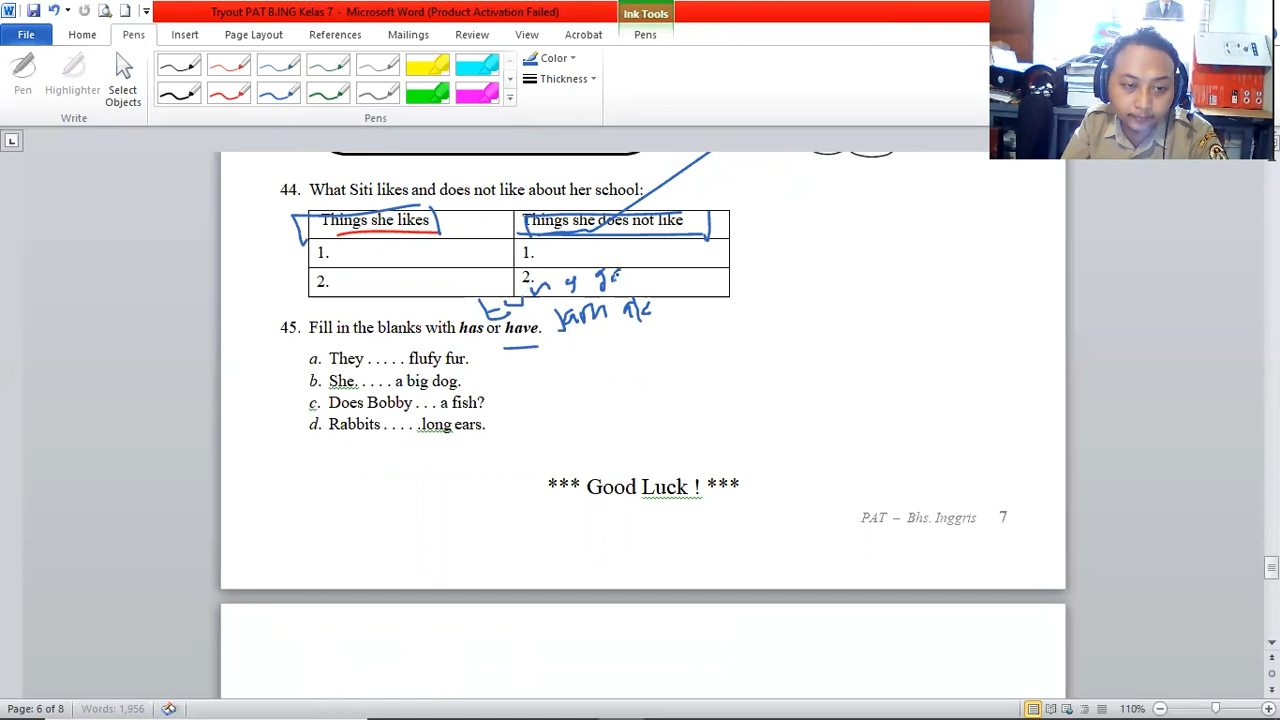 Tryout PAT B.ING Kelas 7 - Microsoft Word (Product Activation Failed)
Ink Tools
File Home Pens Insert Page Layout References Mailings Review View Acrobat Pens
Pen Highlighter Select Objects
Color
Thickness
Write Pens
44. What Siti likes and does not like about her school:
Things she likes Things she does not like
1. 1.
2. 2.
45. Fill in the blanks with has or have.
a. They . . . . . flufy fur.
b. She. . . . . a big dog.
c. Does Bobby . . . a fish?
d. Rabbits . . . . .long ears.
*** Good Luck ! ***
PAT – Bhs. Inggris 7
Page: 6 of 8 Words: 1,956 110%